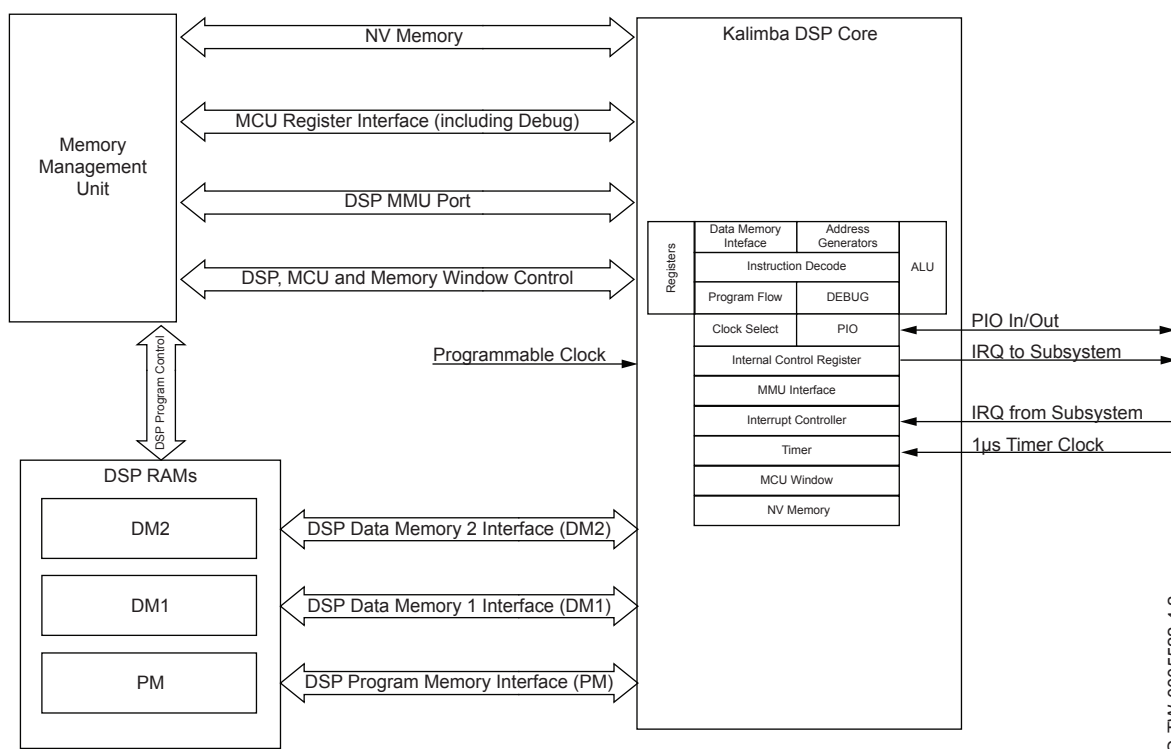 NV Memory
Kalimba DSP Core
MCU Register Interface (including Debug)
Memory
Management
Unit
DSP MMU Port
DSP, MCU and Memory Window Control
Registers
Data Memory
Inteface
Address
Generators
ALU
Instruction Decode
Program Flow
DEBUG
Clock Select
PIO
PIO In/Out
Programmable Clock
Internal Control Register
IRQ to Subsystem
MMU Interface
Interrupt Controller
IRQ from Subsystem
Timer
1µs Timer Clock
MCU Window
NV Memory
DSP Program Control
DSP RAMs
DM2
DSP Data Memory 2 Interface (DM2)
DM1
DSP Data Memory 1 Interface (DM1)
PM
DSP Program Memory Interface (PM)